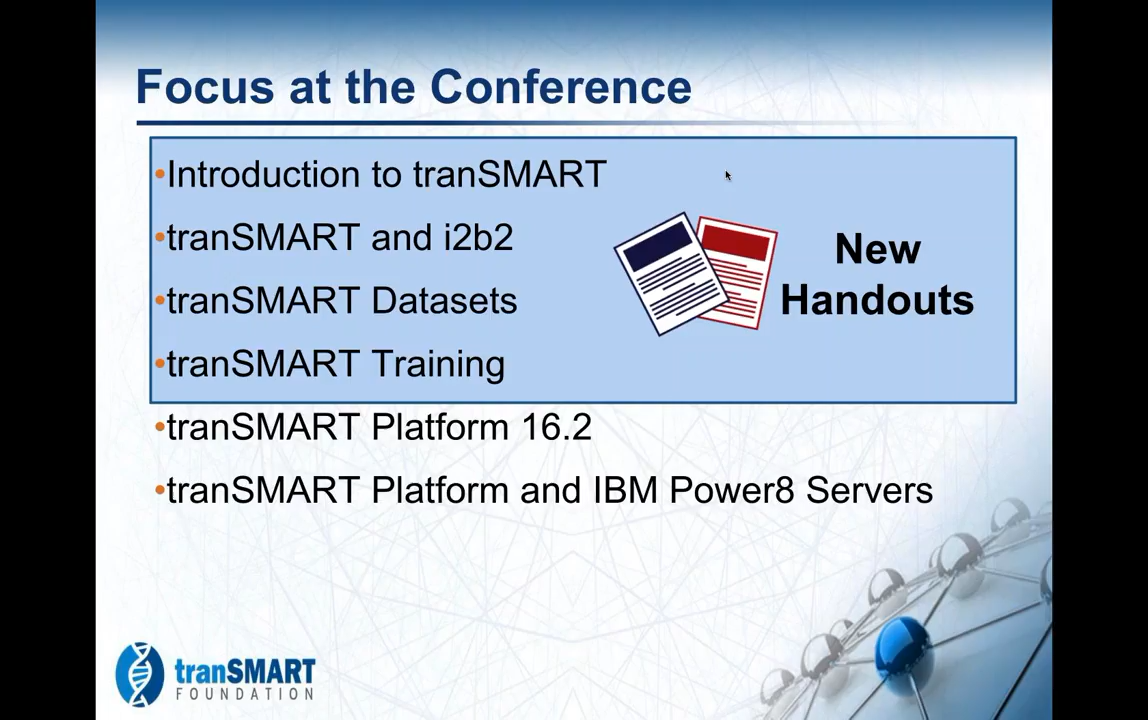 Focus at the Conference
•Introduction to tranSMART
•tranSMART and i2b2
•tranSMART Datasets
•tranSMART Training
New
Handouts
•tranSMART Platform 16.2
•tranSMART Platform and IBM Power8 Servers
tranSMART
FOUNDATION